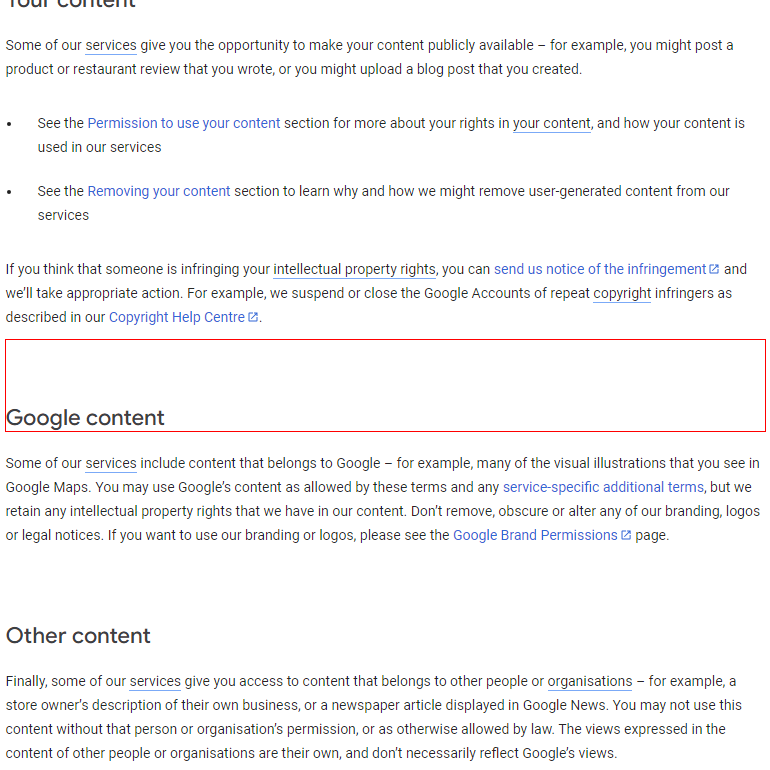 Your content
Some of our services give you the opportunity to make your content publicly available – for example, you might post a
product or restaurant review that you wrote, or you might upload a blog post that you created.
• See the Permission to use your content section for more about your rights in your content, and how your content is
used in our services
• See the Removing your content section to learn why and how we might remove user-generated content from our
services
If you think that someone is infringing your intellectual property rights, you can send us notice of the infringement and
we’ll take appropriate action. For example, we suspend or close the Google Accounts of repeat copyright infringers as
described in our Copyright Help Centre.
Google content
Some of our services include content that belongs to Google – for example, many of the visual illustrations that you see in
Google Maps. You may use Google’s content as allowed by these terms and any service-specific additional terms, but we
retain any intellectual property rights that we have in our content. Don’t remove, obscure or alter any of our branding, logos
or legal notices. If you want to use our branding or logos, please see the Google Brand Permissions page.
Other content
Finally, some of our services give you access to content that belongs to other people or organisations – for example, a
store owner’s description of their own business, or a newspaper article displayed in Google News. You may not use this
content without that person or organisation’s permission, or as otherwise allowed by law. The views expressed in the
content of other people or organisations are their own, and don’t necessarily reflect Google’s views.